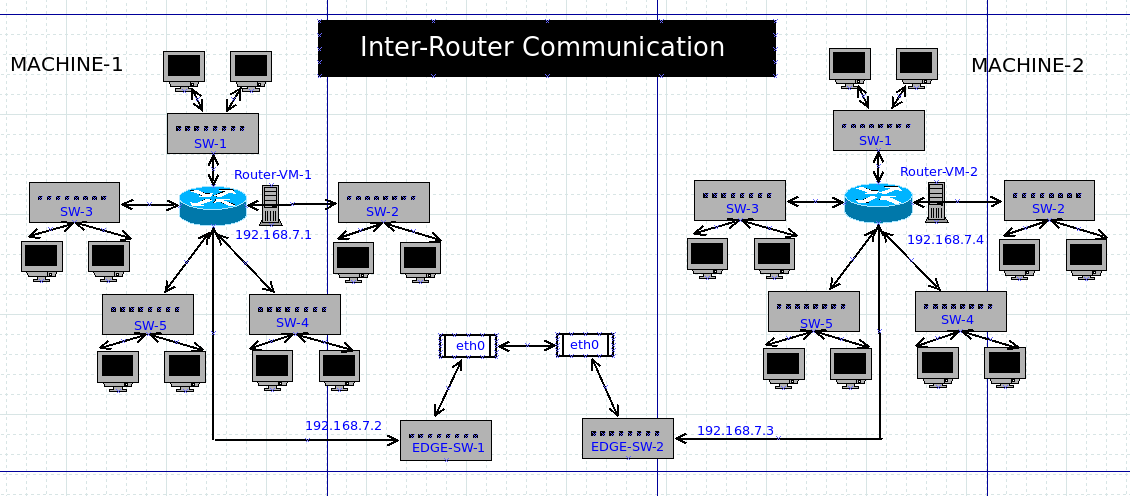 Inter-Router Communication
MACHINE-1
MACHINE-2
SW-1
SW-1
Router-VM-1
Router-VM-2
SW-3
SW-2
SW-3
SW-2
192.168.7.1
192.168.7.4
SW-5
SW-4
SW-5
SW-4
eth0
eth0
192.168.7.2
192.168.7.3
EDGE-SW-1
EDGE-SW-2